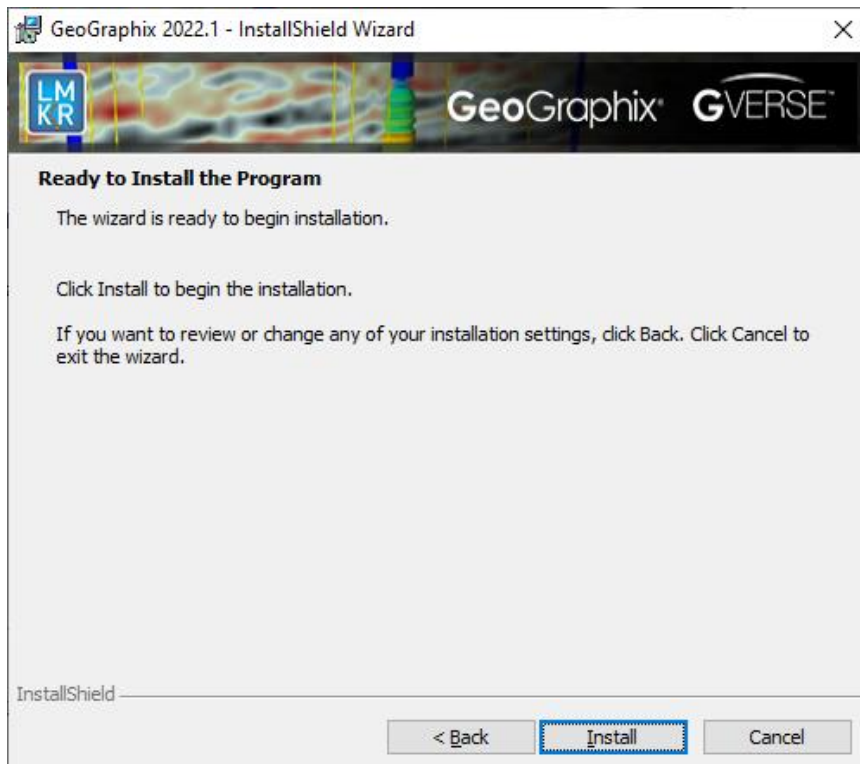 GeoGraphix 2022.1 - InstallShield Wizard
LM
KR
GeoGraphix® GVERSE™
Ready to Install the Program
The wizard is ready to begin installation.
Click Install to begin the installation.
If you want to review or change any of your installation settings, click Back. Click Cancel to
exit the wizard.
InstallShield
< Back Install Cancel